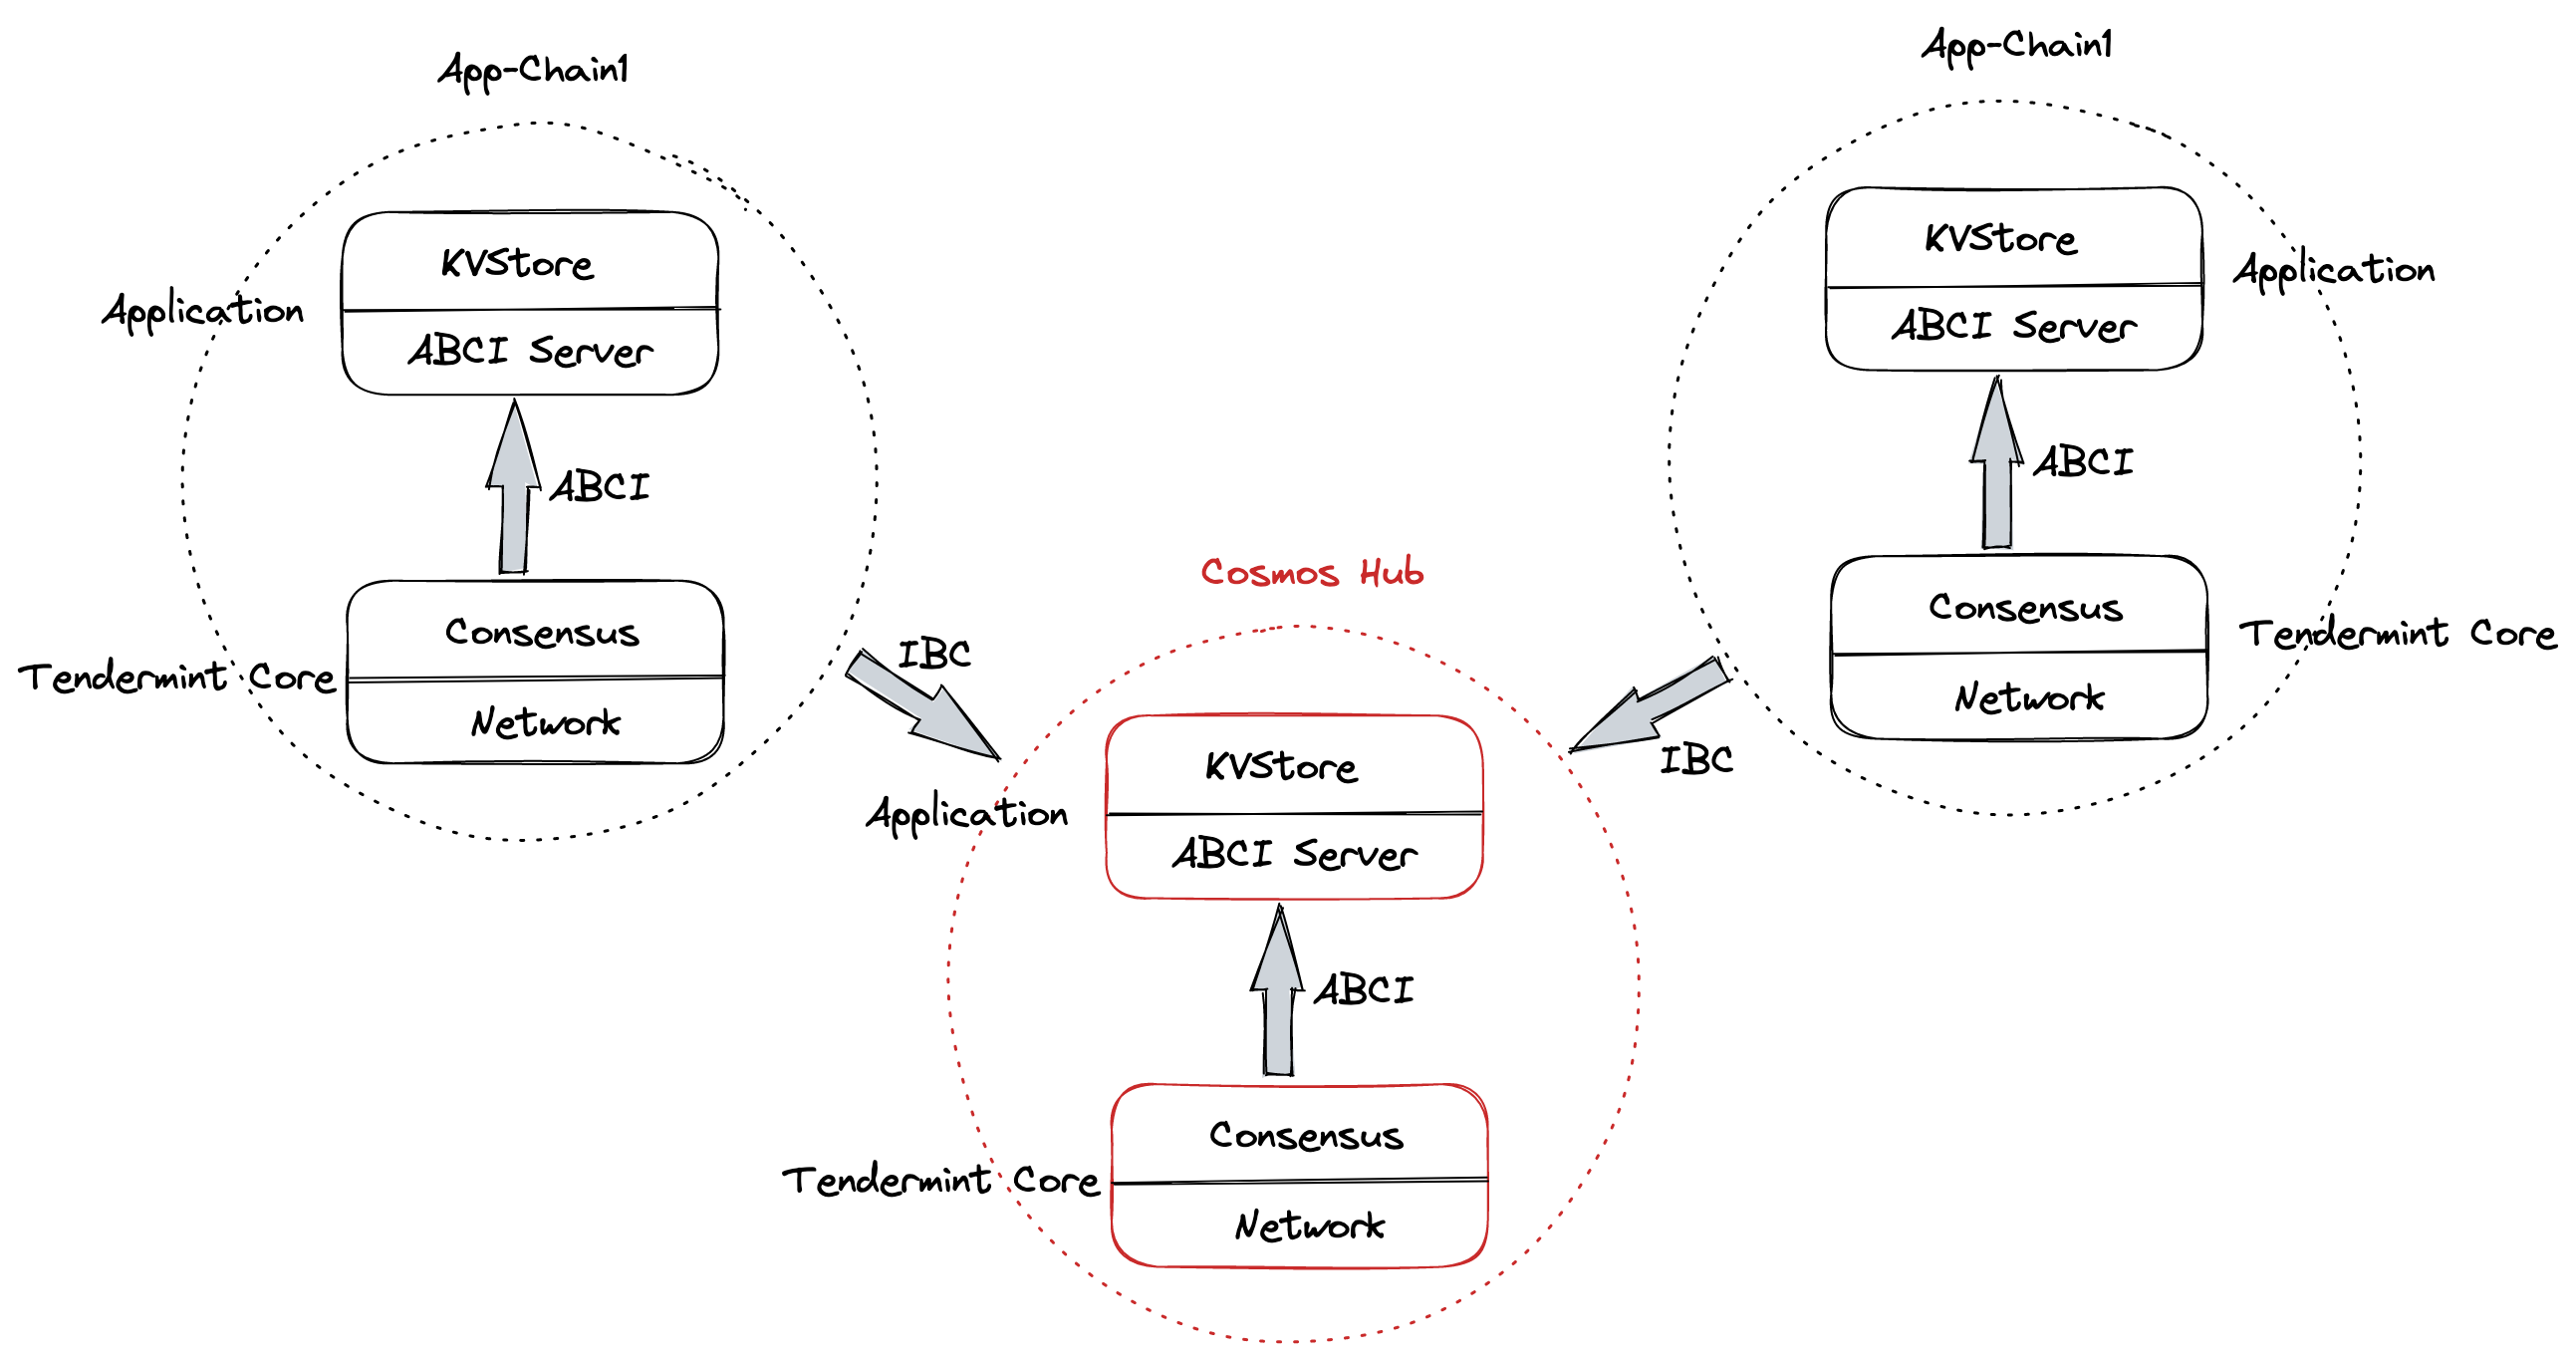 App-Chain1
KVStore
Application
ABCI Server
ABCI
Consensus
Tendermint Core
Network
IBC
App-Chain1
KVStore
Application
ABCI Server
ABCI
Consensus
Tendermint Core
Network
IBC
Cosmos Hub
KVStore
Application
ABCI Server
ABCI
Consensus
Tendermint Core
Network